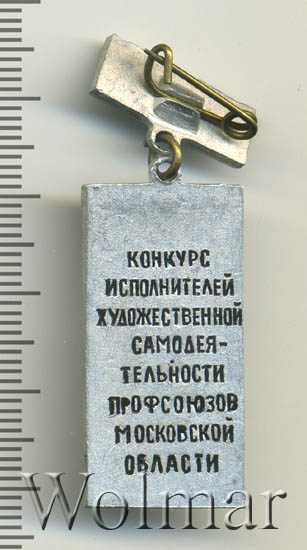 КОНКУРС
ИСПОЛНИТЕЛЕЙ
ХУДОЖЕСТВЕННОЙ
САМОДЕЯ-
ТЕЛЬНОСТИ
ПРОФСОЮЗОВ
МОСКОВСКОЙ
ОБЛАСТИ
Wolmar